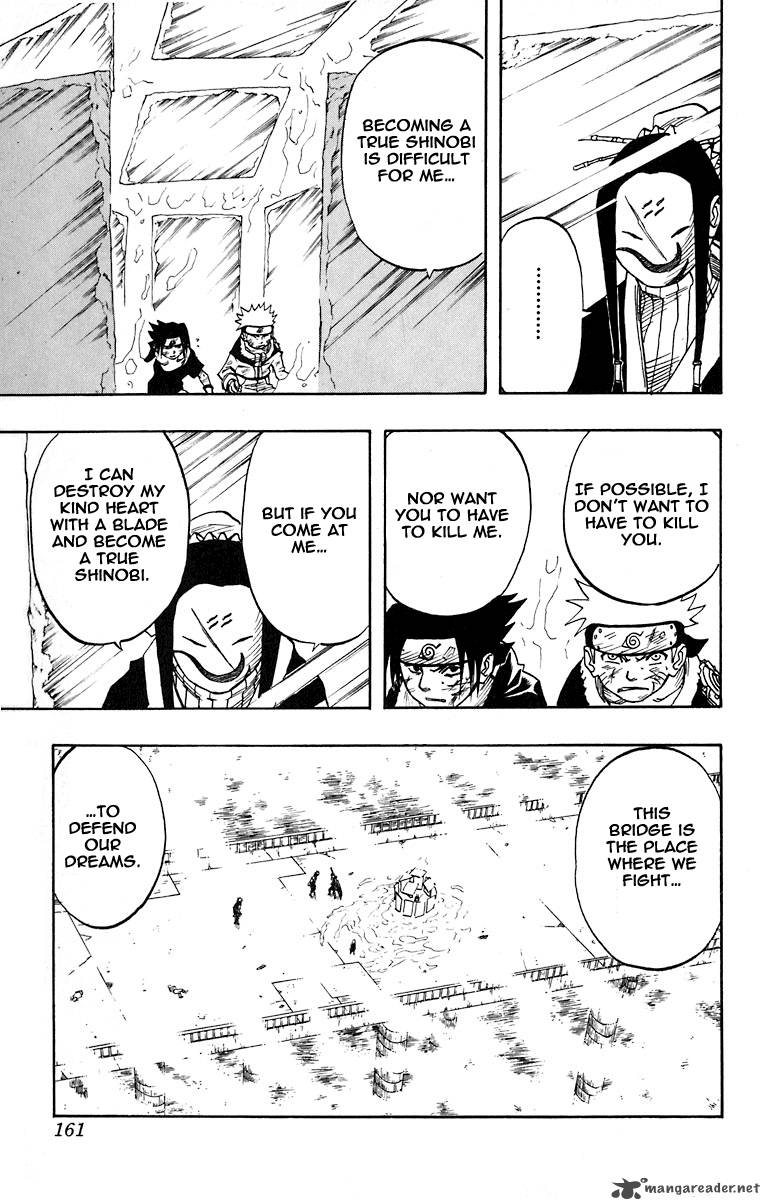 ..........
BECOMING A
TRUE SHINOBI
IS DIFFICULT
FOR ME...
IF POSSIBLE, I
DON'T WANT TO
HAVE TO KILL
YOU.
NOR WANT
YOU TO HAVE
TO KILL ME.
BUT IF YOU
COME AT
ME...
I CAN
DESTROY MY
KIND HEART
WITH A BLADE
AND BECOME
A TRUE
SHINOBI.
THIS
BRIDGE IS
THE PLACE
WHERE WE
FIGHT...
...TO
DEFEND
OUR
DREAMS.
161
mangareader.net